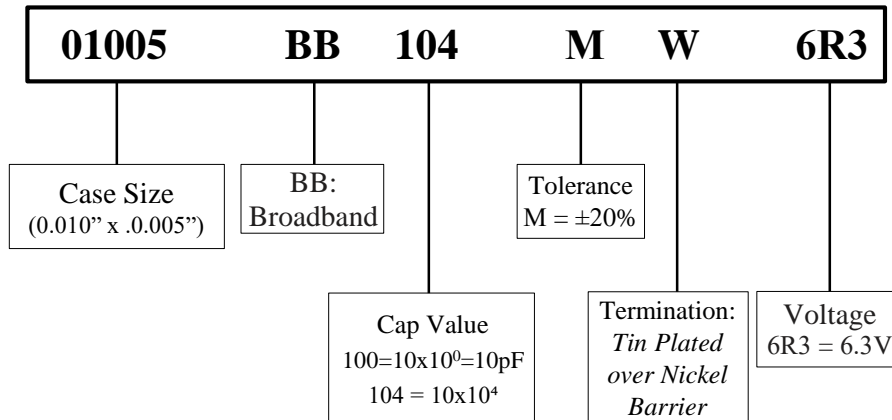 01005 BB 104 M W 6R3
Case Size
(0.010” x .0.005”)
BB:
Broadband
Tolerance
M = ±20%
Cap Value
100=10x10⁰=10pF
104 = 10x10⁴
Termination:
Tin Plated
over Nickel
Barrier
Voltage
6R3 = 6.3V